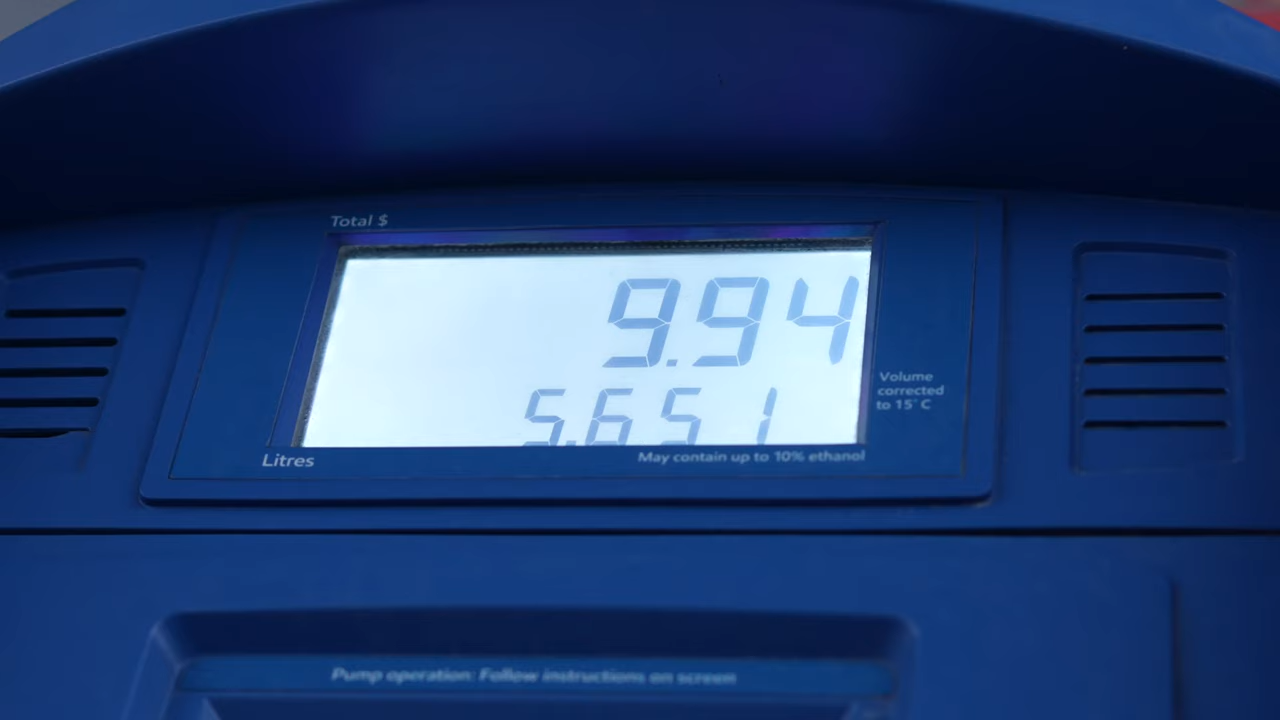 Total $
9.94
5.651
Volume
corrected
to 15°C
Litres
May contain up to 10% ethanol
Pump operation: Follow instructions on screen